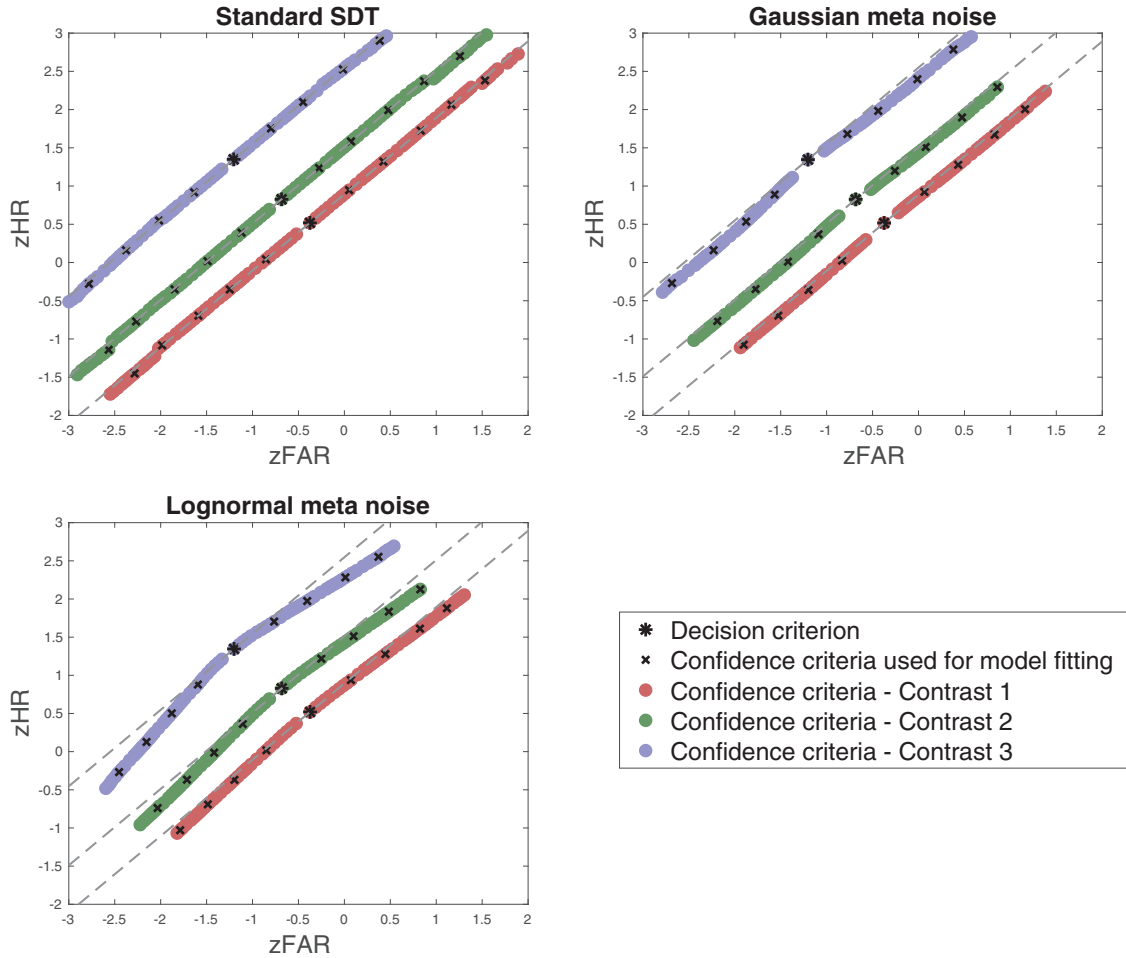 Standard SDT
3
2.5
2
1.5
1
0.5
0
-0.5
-1
-1.5
-2
zHR
-3 -2.5 -2 -1.5 -1 -0.5 0 0.5 1 1.5 2
zFAR
Gaussian meta noise
3
2.5
2
1.5
1
0.5
0
-0.5
-1
-1.5
-2
zHR
-3 -2.5 -2 -1.5 -1 -0.5 0 0.5 1 1.5 2
zFAR
Lognormal meta noise
3
2.5
2
1.5
1
0.5
0
-0.5
-1
-1.5
-2
zHR
-3 -2.5 -2 -1.5 -1 -0.5 0 0.5 1 1.5 2
zFAR
Decision criterion
Confidence criteria used for model fitting
Confidence criteria - Contrast 1
Confidence criteria - Contrast 2
Confidence criteria - Contrast 3